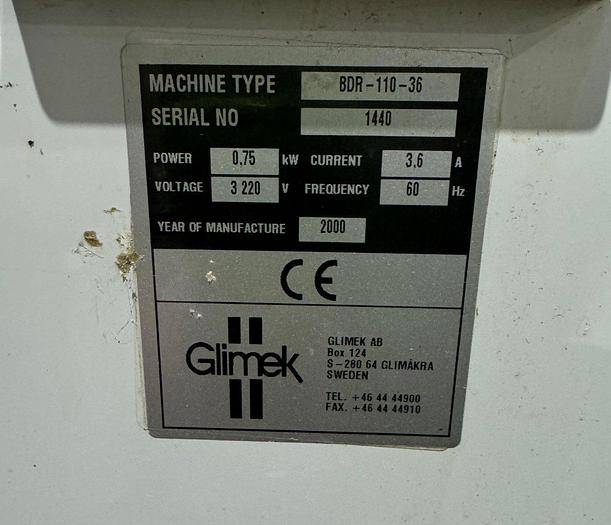 MACHINE TYPE BDR-110-36
SERIAL NO 1440
POWER 0,75 kW CURRENT 3,6 A
VOLTAGE 3 220 V FREQUENCY 60 Hz
YEAR OF MANUFACTURE 2000
CE
Glimek
GLIMEK AB
Box 124
S-280 64 GLIMÅKRA
SWEDEN
TEL. +46 44 44900
FAX. +46 44 44910